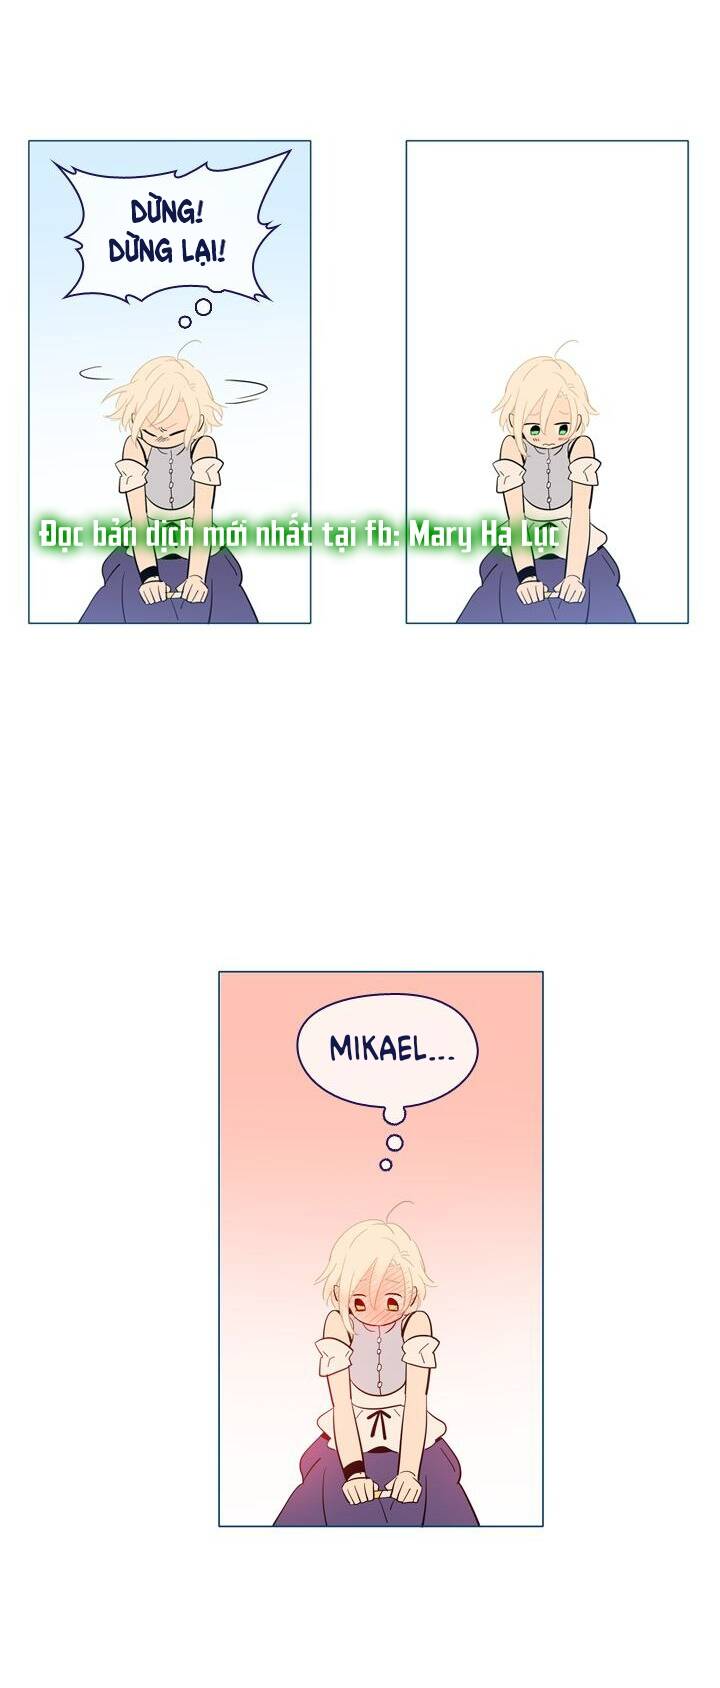 DỪNG!
DỪNG LẠI!
Đọc bản dịch mới nhất tại fb: Mary Hạ Lục
MIKAEL...